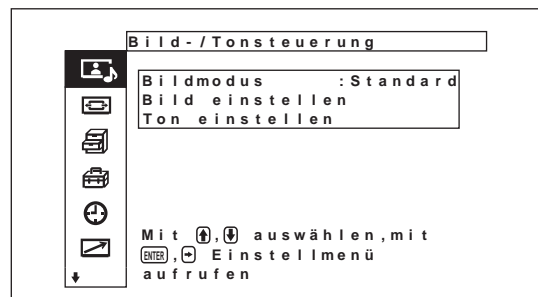 Bild-/Tonsteuerung
Bildmodus :Standard
Bild einstellen
Ton einstellen
Mit ↑,↓ auswählen,mit
ENTER,→ Einstellmenü
aufrufen